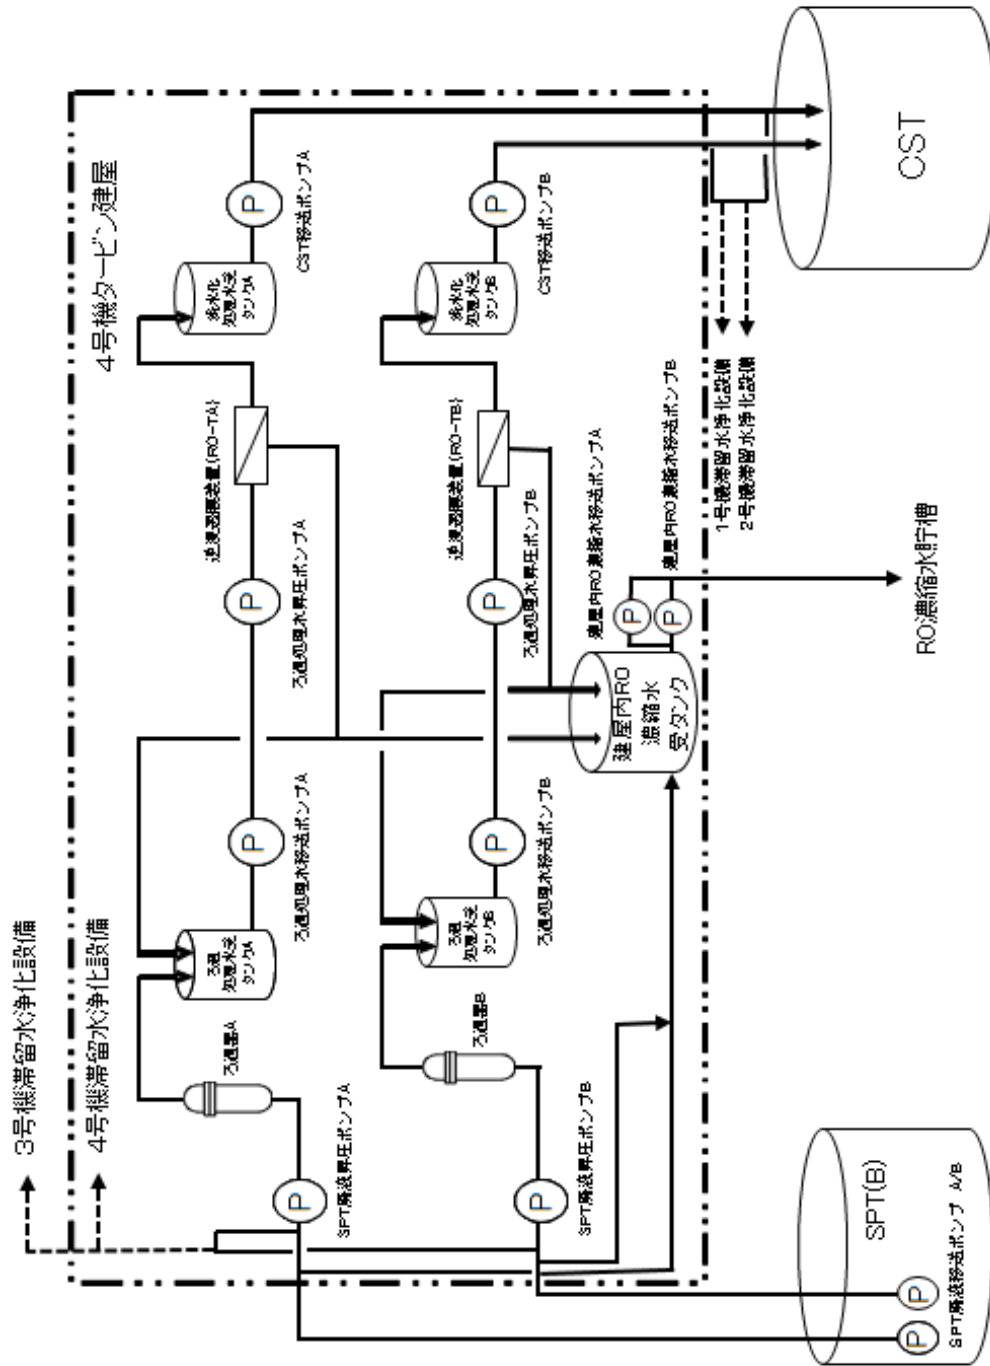 3号機滞留水浄化設備
4号機滞留水浄化設備
4号機タービン建屋
SPT(B)
P
P
SPT廃液移送ポンプ A/B
P
SPT廃液昇圧ポンプA
ろ過器A
ろ過
処理水受
タンクA
P
ろ過処理水移送ポンプA
P
ろ過処理水昇圧ポンプA
逆浸透膜装置(RO-TA)
淡水化
処理水受
タンクA
P
CST移送ポンプA
P
SPT廃液昇圧ポンプB
ろ過器B
ろ過
処理水受
タンクB
P
ろ過処理水移送ポンプB
P
ろ過処理水昇圧ポンプB
逆浸透膜装置(RO-TB)
淡水化
処理水受
タンクB
P
CST移送ポンプB
建屋内RO
濃縮水
受タンク
P
P
建屋内RO濃縮水移送ポンプA
建屋内RO濃縮水移送ポンプB
1号機滞留水浄化設備
2号機滞留水浄化設備
RO濃縮水貯槽
CST